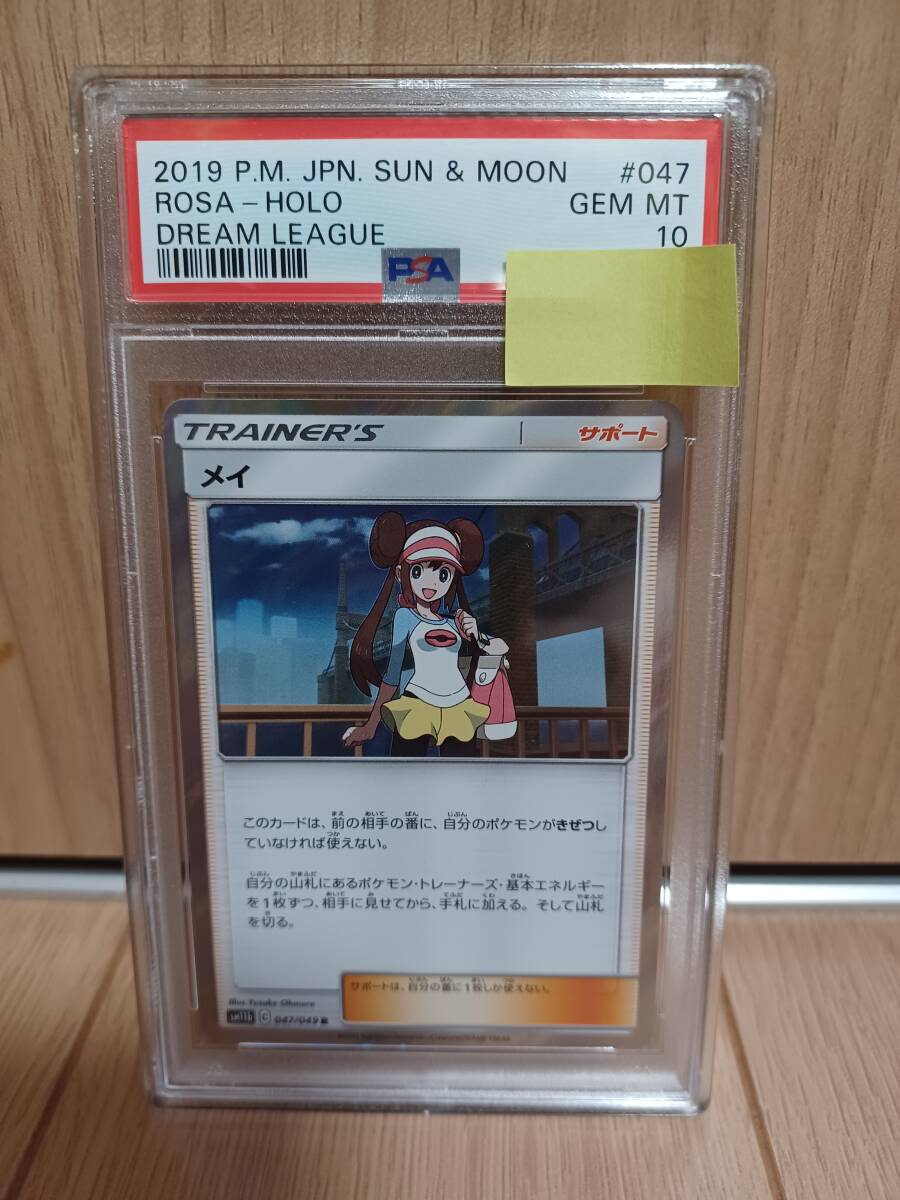 2019 P.M. JPN. SUN & MOON #047
ROSA – HOLO GEM MT
DREAM LEAGUE 10
PSA
TRAINER'S サポート
メイ
このカードは、前の相手の番に、自分のポケモンがきぜつし
ていなければ使えない。
自分の山札にあるポケモン・トレーナーズ・基本エネルギー
を1枚ずつ、相手に見せてから、手札に加える。そして山札
を切る。
サポートは、自分の番に1枚しか使えない。
Illus. Yusuke Ohmura
sm11b C 047/049 R